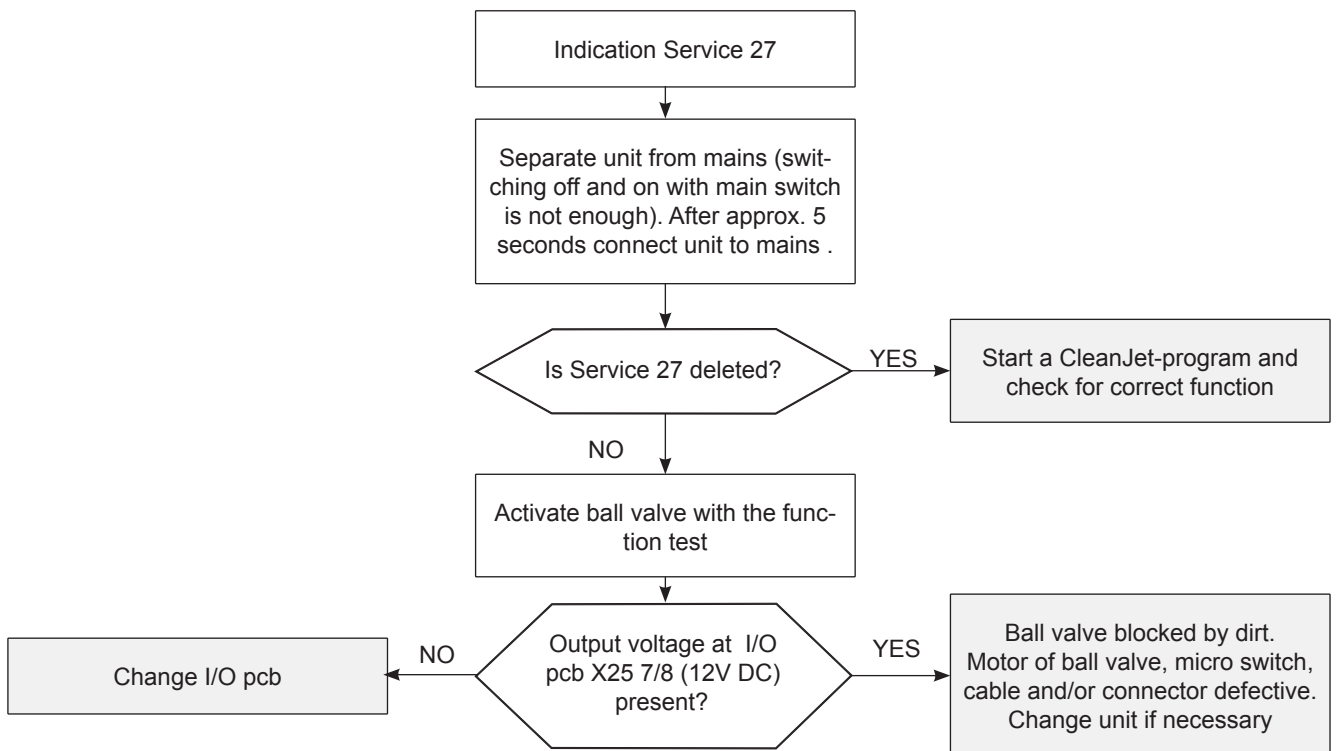 Indication Service 27
Separate unit from mains (swit-
ching off and on with main switch
is not enough). After approx. 5
seconds connect unit to mains .
Is Service 27 deleted?
YES
Start a CleanJet-program and
check for correct function
NO
Activate ball valve with the func-
tion test
Output voltage at I/O
pcb X25 7/8 (12V DC)
present?
NO
Change I/O pcb
YES
Ball valve blocked by dirt.
Motor of ball valve, micro switch,
cable and/or connector defective.
Change unit if necessary